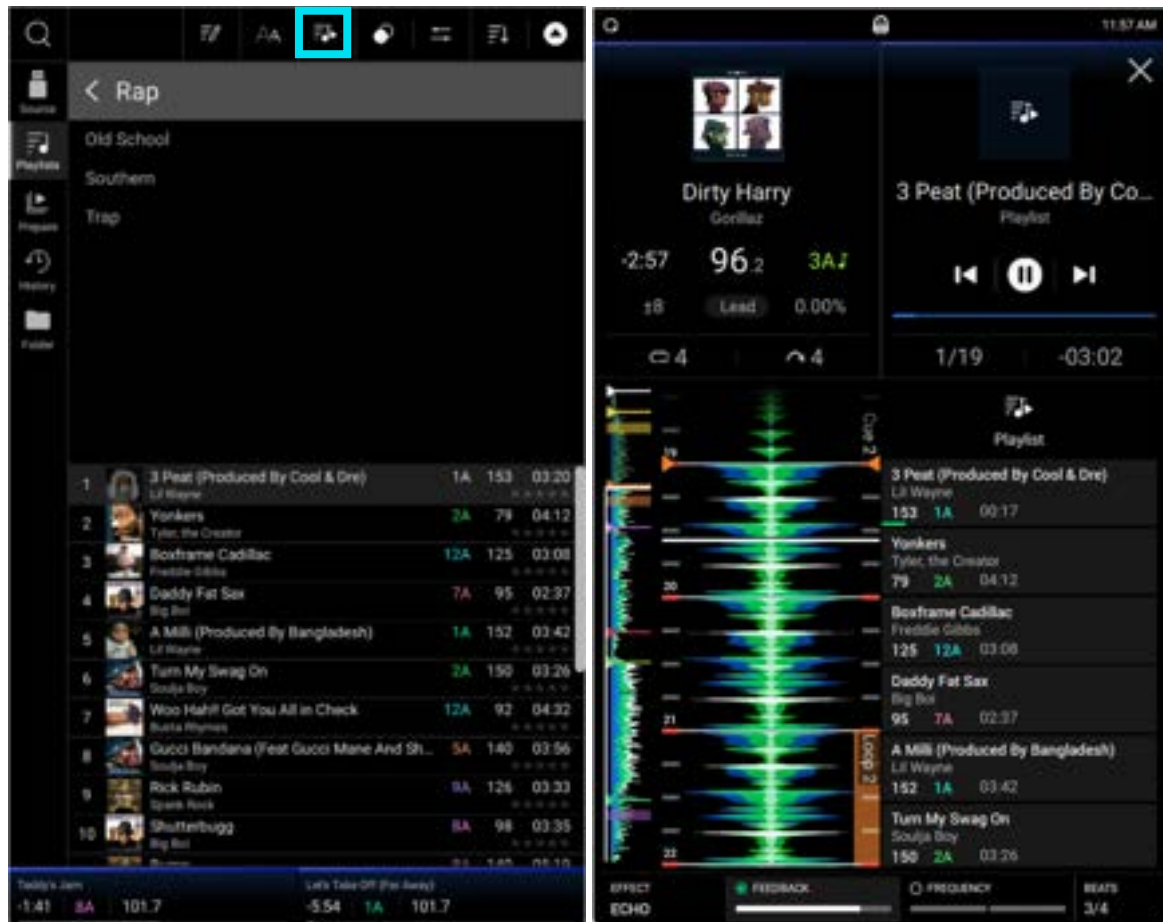 AA
Source
< Rap
Playlists
Old School
Southern
Prepare
Trap
History
Folder
1 3 Peat (Produced By Cool & Dre) 1A 153 03:20
Lil Wayne
2 Yonkers 2A 79 04:12
Tyler, the Creator
3 Boxframe Cadillac 12A 125 03:08
Freddie Gibbs
4 Daddy Fat Sax 7A 95 02:37
Big Boi
5 A Milli (Produced By Bangladesh) 1A 152 03:42
Lil Wayne
6 Turn My Swag On 2A 150 03:26
Soulja Boy
7 Woo Hah!! Got You All in Check 12A 92 04:32
Busta Rhymes
8 Gucci Bandana (Feat Gucci Mane And Sh... 5A 140 03:56
Soulja Boy
9 Rick Rubin 9A 126 03:33
Spank Rock
10 Shutterbugg 8A 98 03:35
Big Boi
Teddy's Jam
-1:41 8A 101.7
Let's Take Off (Far Away)
-5:54 1A 101.7
11:57 AM
Dirty Harry
Gorillaz
-2:57 96.2 3A
±8 Lead 0.00%
4 4
3 Peat (Produced By Co...
Playlist
1/19 -03:02
Cue 2
19
20
21
Loop 2
22
Playlist
3 Peat (Produced By Cool & Dre)
Lil Wayne
153 1A 00:17
Yonkers
Tyler, the Creator
79 2A 04:12
Boxframe Cadillac
Freddie Gibbs
125 12A 03:08
Daddy Fat Sax
Big Boi
95 7A 02:37
A Milli (Produced By Bangladesh)
Lil Wayne
152 1A 03:42
Turn My Swag On
Soulja Boy
150 2A 03:26
EFFECT
ECHO
FEEDBACK
FREQUENCY
BEATS
3/4